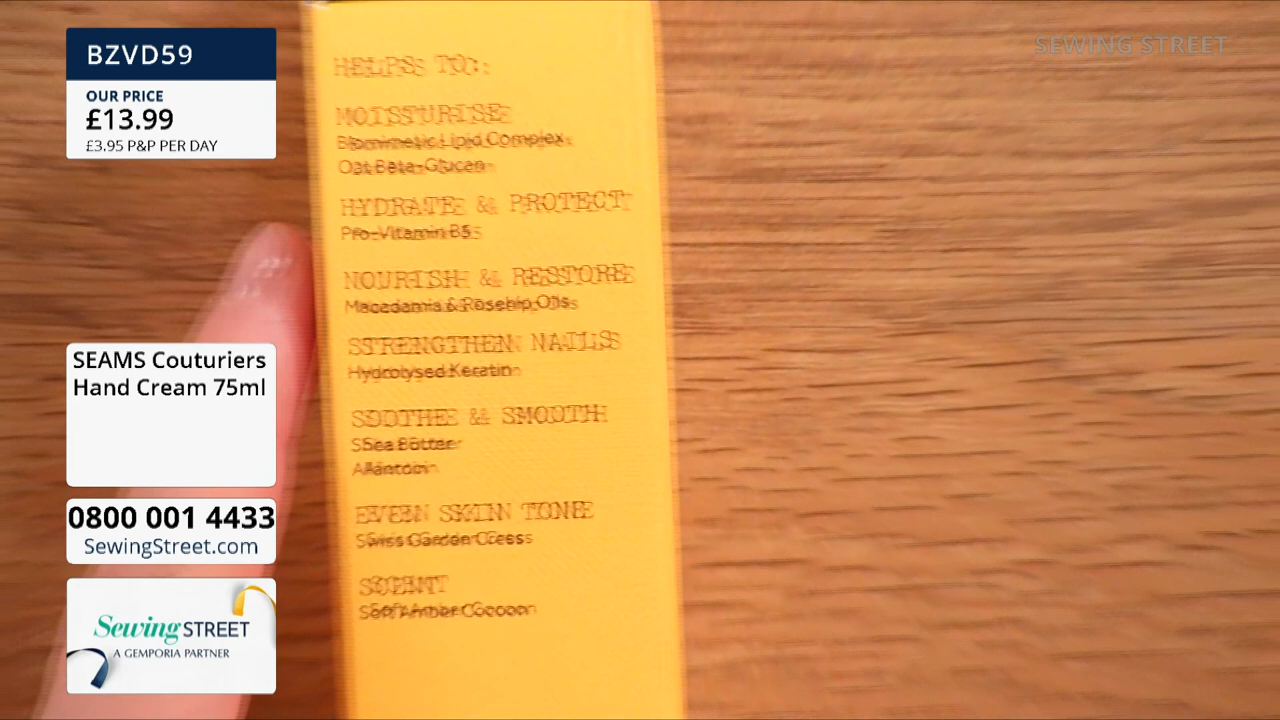 BZVD59
OUR PRICE
£13.99
£3.95 P&P PER DAY
SEAMS Couturiers
Hand Cream 75ml
0800 001 4433
SewingStreet.com
Sewing STREET
A GEMPORIA PARTNER
SEWING STREET
HELPS TO:
MOISTURISE
Biomimetic Lipid Complex
Oat Beta-Glucan
HYDRATE & PROTECT
Pro-Vitamin B5
NOURISH & RESTORE
Macadamia & Rosehip Oils
STRENGTHEN NAILS
Hydrolysed Keratin
SOOTHE & SMOOTH
Butter
Allantoin
EVEN SKIN TONE
Swiss Garden Cress
SCENT
Soft Amber Cocoon